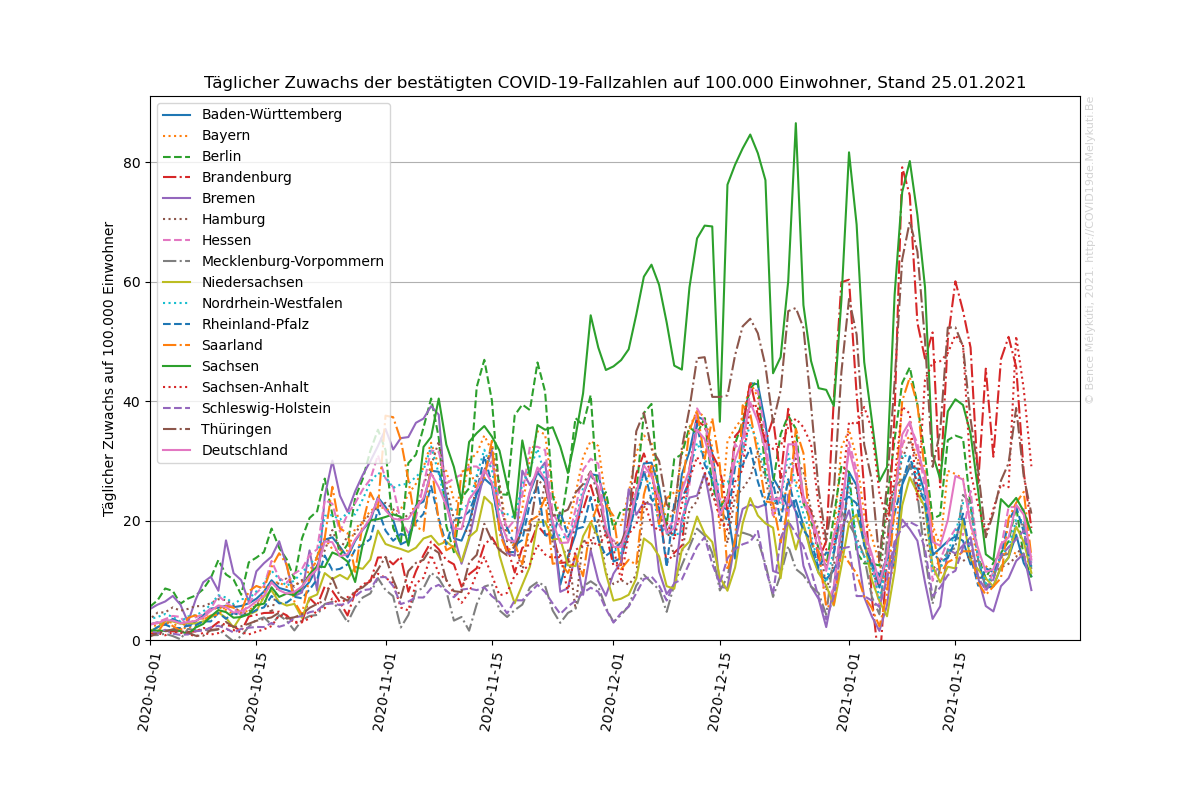 Täglicher Zuwachs der bestätigten COVID-19-Fallzahlen auf 100.000 Einwohner, Stand 25.01.2021
Täglicher Zuwachs auf 100.000 Einwohner
80
60
40
20
0
Baden-Württemberg
Bayern
Berlin
Brandenburg
Bremen
Hamburg
Hessen
Mecklenburg-Vorpommern
Niedersachsen
Nordrhein-Westfalen
Rheinland-Pfalz
Saarland
Sachsen
Sachsen-Anhalt
Schleswig-Holstein
Thüringen
Deutschland
2020-10-01
2020-10-15
2020-11-01
2020-11-15
2020-12-01
2020-12-15
2021-01-01
2021-01-15
© Bence Mélykúti, 2021 http://COVID19de.Melykuti.Be